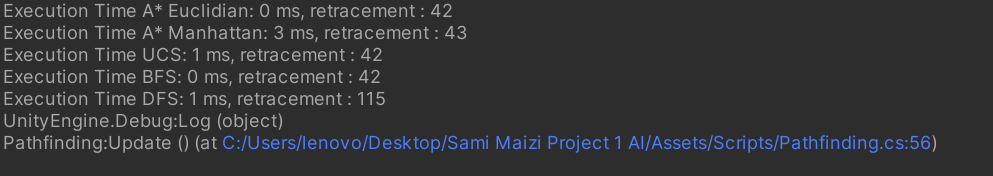 Execution Time A* Euclidian: 0 ms, retracement : 42
Execution Time A* Manhattan: 3 ms, retracement : 43
Execution Time UCS: 1 ms, retracement : 42
Execution Time BFS: 0 ms, retracement : 42
Execution Time DFS: 1 ms, retracement : 115
UnityEngine.Debug:Log (object)
Pathfinding:Update () (at C:/Users/lenovo/Desktop/Sami Maizi Project 1 AI/Assets/Scripts/Pathfinding.cs:56)